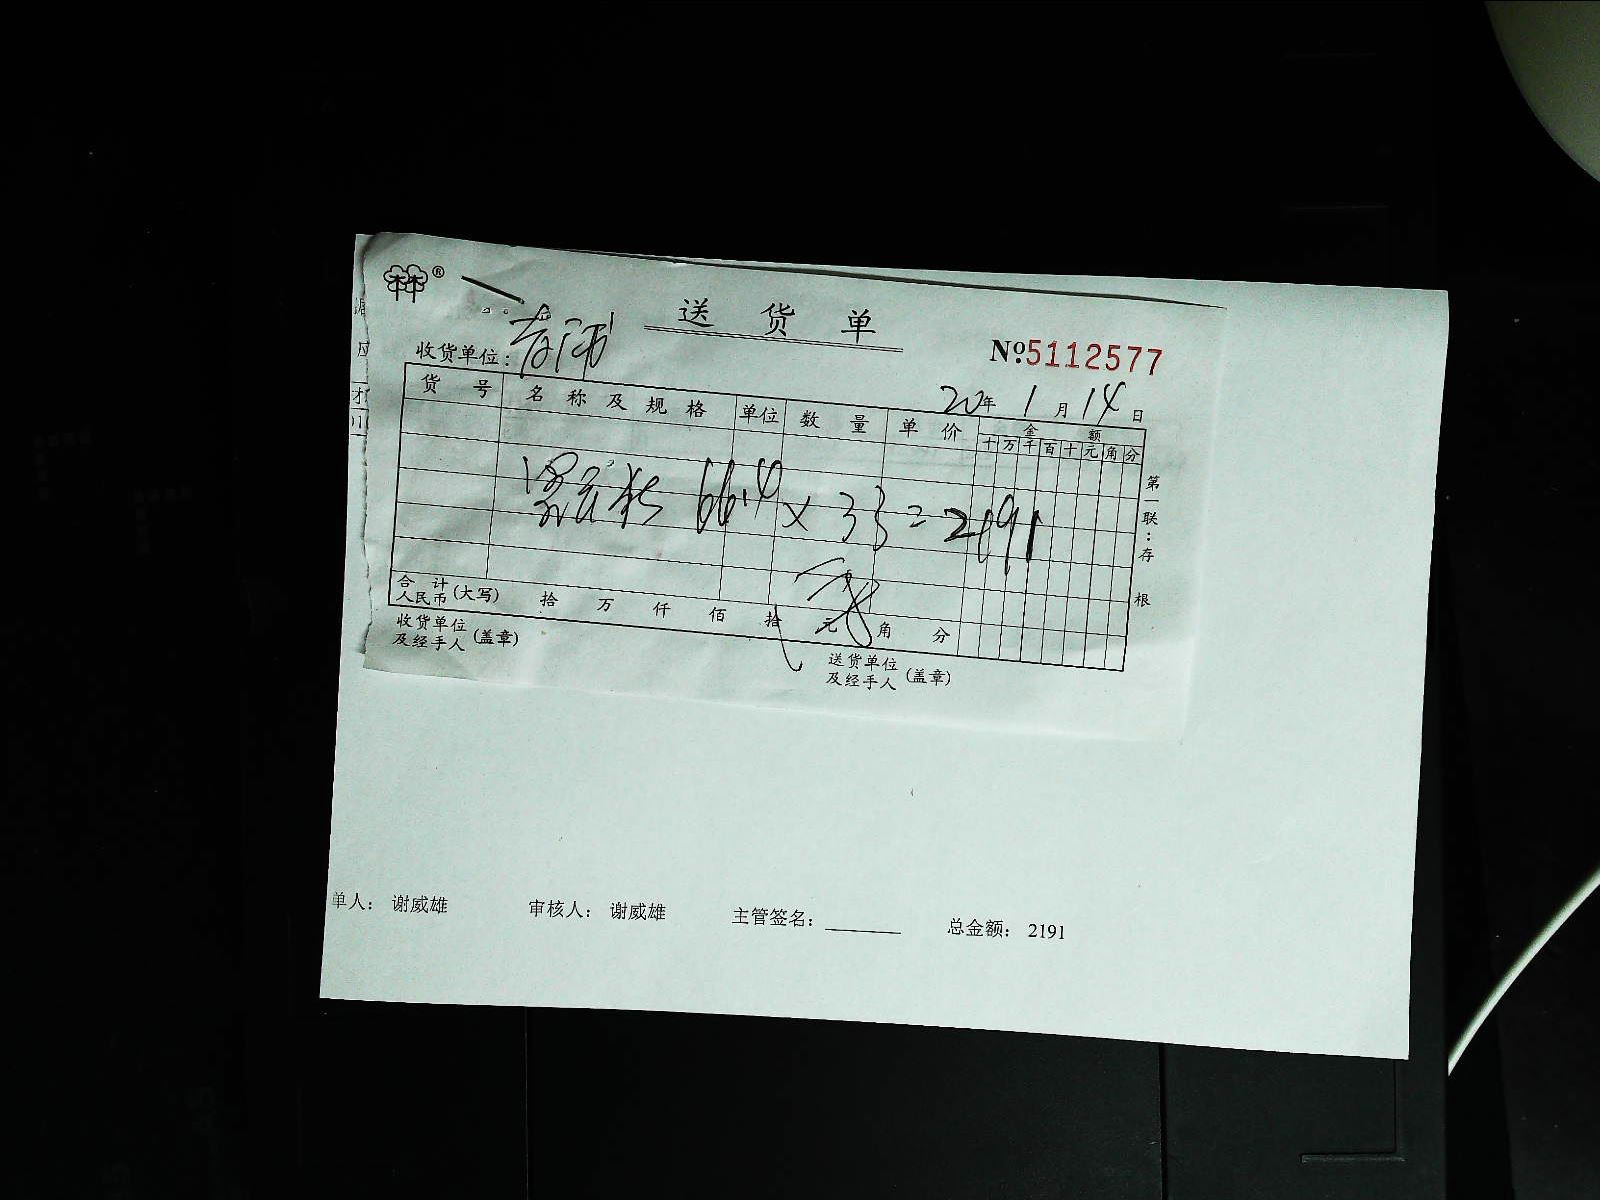 送 货 单
收货单位:
№5112577
20年 1月 14日
货 号 名 称 及 规 格 单位 数 量 单 价 金 额
十 万 千 百 十 元 角 分
66.4 × 33 = 2191
合 计
人民币 (大写) 拾 万 仟 佰 拾 元 角 分
收货单位
及经手人 (盖章)
送货单位
及经手人 (盖章)
第一联:存根
单人: 谢威雄 审核人: 谢威雄 主管签名: 总金额: 2191